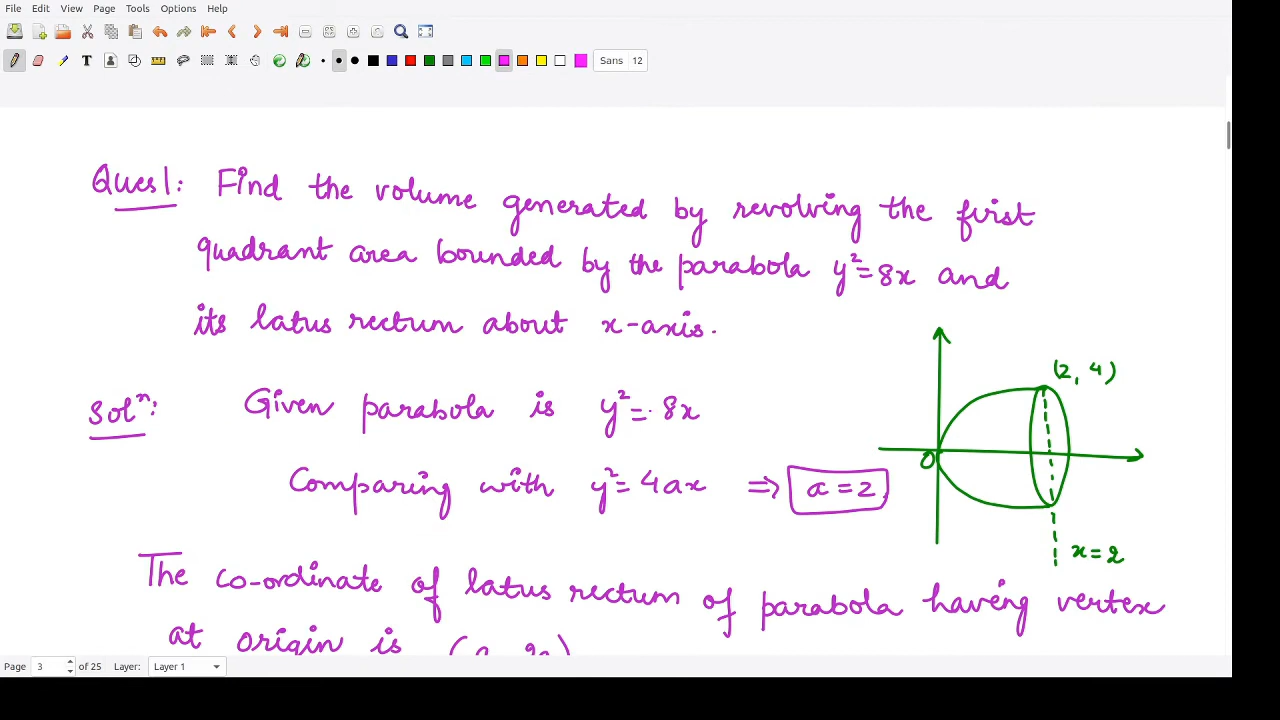 File Edit View Page Tools Options Help
T Sans 12
Ques1: Find the volume generated by revolving the first
quadrant area bounded by the parabola y²=8x and
its latus rectum about x-axis.
Solⁿ: Given parabola is y²=8x
Comparing with y²=4ax ⇒ a=2
(2, 4)
O
x=2
The co-ordinate of latus rectum of parabola having vertex
at origin is
Page 3 of 25 Layer: Layer 1